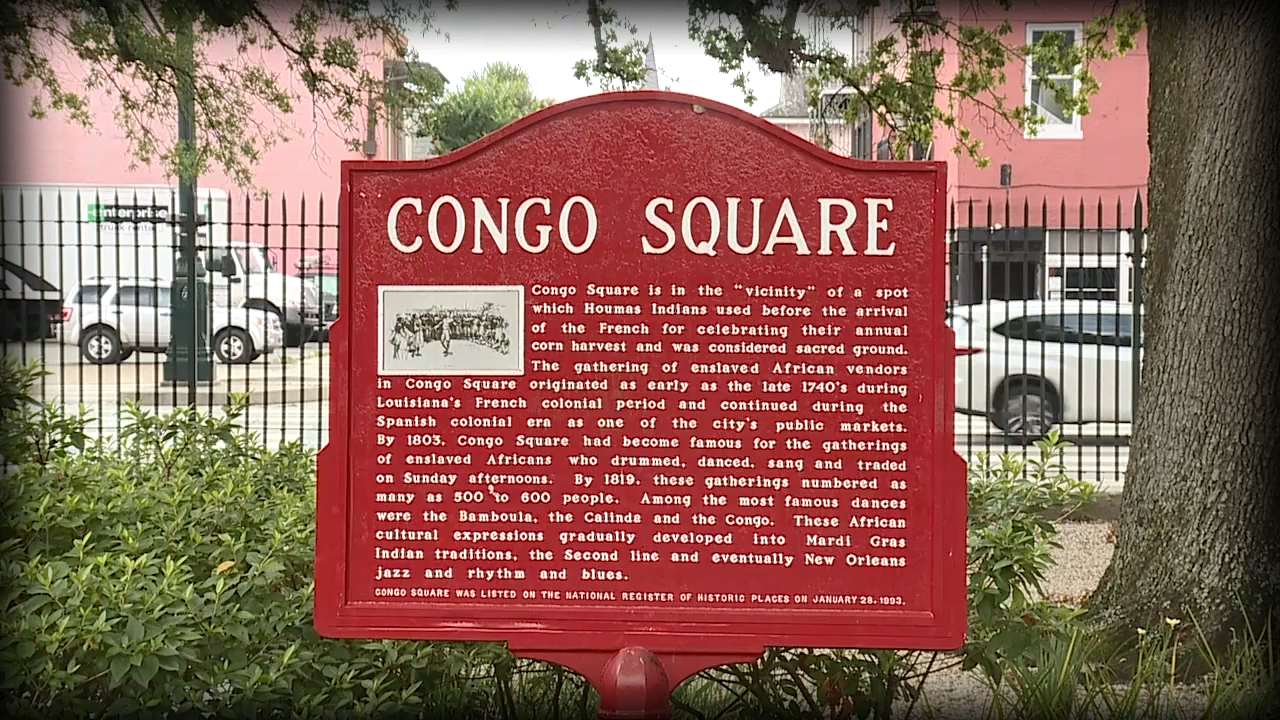 CONGO SQUARE
enterprise
truck rental
Congo Square is in the "vicinity" of a spot
which Houmas Indians used before the arrival
of the French for celebrating their annual
corn harvest and was considered sacred ground.
The gathering of enslaved African vendors
in Congo Square originated as early as the late 1740's during
Louisiana's French colonial period and continued during the
Spanish colonial era as one of the city's public markets.
By 1803, Congo Square had become famous for the gatherings
of enslaved Africans who drummed, danced, sang and traded
on Sunday afternoons. By 1819, these gatherings numbered as
many as 500 to 600 people. Among the most famous dances
were the Bamboula, the Calinda and the Congo. These African
cultural expressions gradually developed into Mardi Gras
Indian traditions, the Second line and eventually New Orleans
jazz and rhythm and blues.
CONGO SQUARE WAS LISTED ON THE NATIONAL REGISTER OF HISTORIC PLACES ON JANUARY 28, 1993.